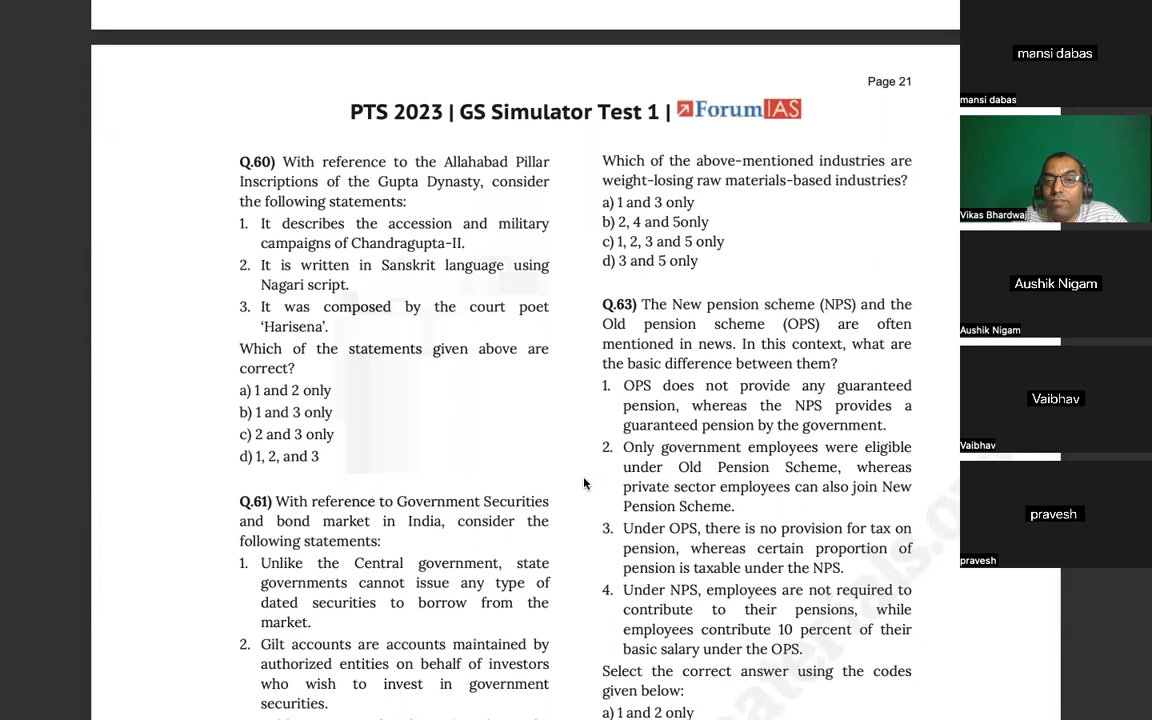 Page 21
PTS 2023 | GS Simulator Test 1 | ForumIAS
Q.60) With reference to the Allahabad Pillar
Inscriptions of the Gupta Dynasty, consider
the following statements:
1. It describes the accession and military
campaigns of Chandragupta-II.
2. It is written in Sanskrit language using
Nagari script.
3. It was composed by the court poet
‘Harisena’.
Which of the statements given above are
correct?
a) 1 and 2 only
b) 1 and 3 only
c) 2 and 3 only
d) 1, 2, and 3
Q.61) With reference to Government Securities
and bond market in India, consider the
following statements:
1. Unlike the Central government, state
governments cannot issue any type of
dated securities to borrow from the
market.
2. Gilt accounts are accounts maintained by
authorized entities on behalf of investors
who wish to invest in government
securities.
Which of the above-mentioned industries are
weight-losing raw materials-based industries?
a) 1 and 3 only
b) 2, 4 and 5only
c) 1, 2, 3 and 5 only
d) 3 and 5 only
Q.63) The New pension scheme (NPS) and the
Old pension scheme (OPS) are often
mentioned in news. In this context, what are
the basic difference between them?
1. OPS does not provide any guaranteed
pension, whereas the NPS provides a
guaranteed pension by the government.
2. Only government employees were eligible
under Old Pension Scheme, whereas
private sector employees can also join New
Pension Scheme.
3. Under OPS, there is no provision for tax on
pension, whereas certain proportion of
pension is taxable under the NPS.
4. Under NPS, employees are not required to
contribute to their pensions, while
employees contribute 10 percent of their
basic salary under the OPS.
Select the correct answer using the codes
given below:
a) 1 and 2 only
mansi dabas
mansi dabas
Vikas Bhardwaj
Aushik Nigam
Aushik Nigam
Vaibhav
Vaibhav
pravesh
pravesh